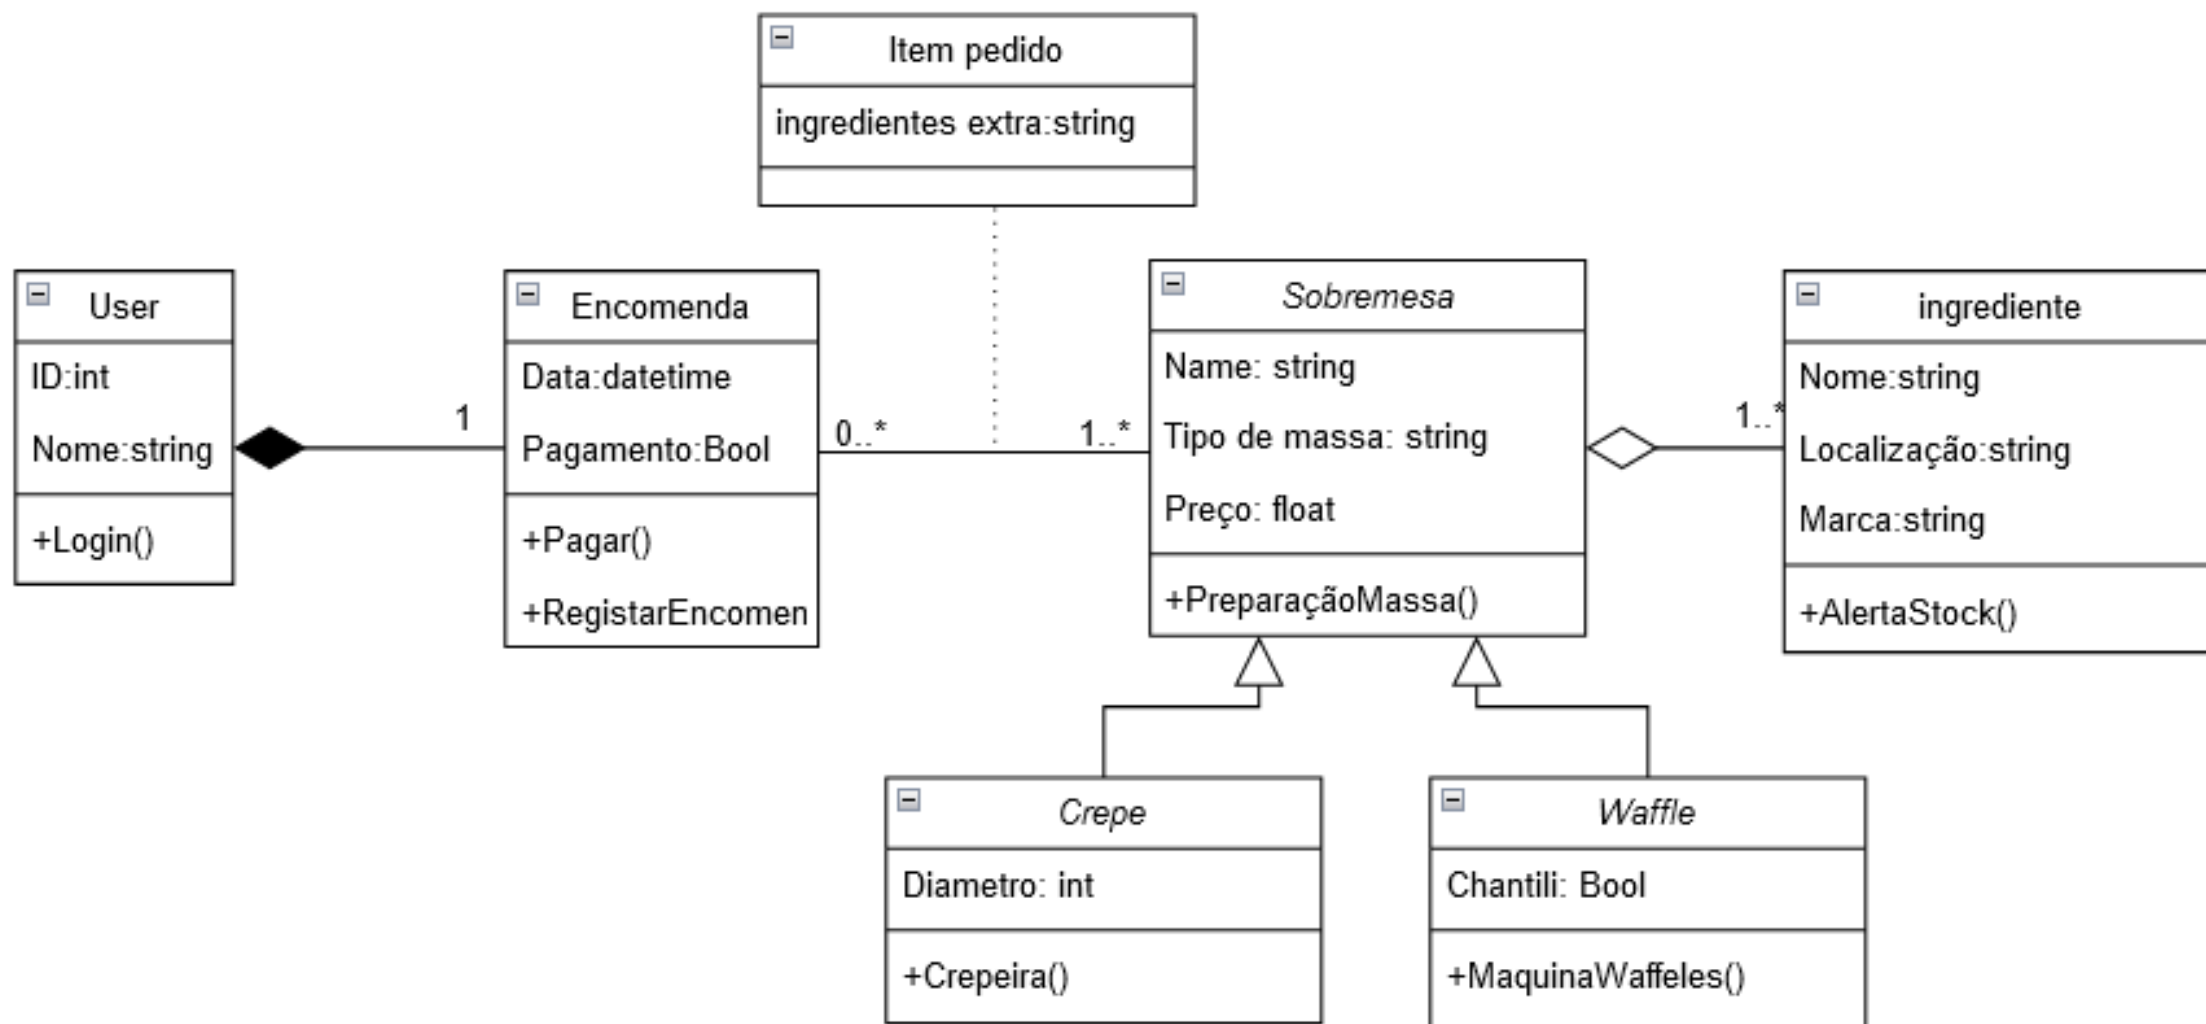 Item pedido
ingredientes extra:string
User
ID:int
Nome:string
+Login()
1
Encomenda
Data:datetime
Pagamento:Bool
+Pagar()
+RegistarEncomen
0..*
1..*
Sobremesa
Name: string
Tipo de massa: string
Preço: float
+PreparaçãoMassa()
1..*
ingrediente
Nome:string
Localização:string
Marca:string
+AlertaStock()
Crepe
Diametro: int
+Crepeira()
Waffle
Chantili: Bool
+MaquinaWaffeles()